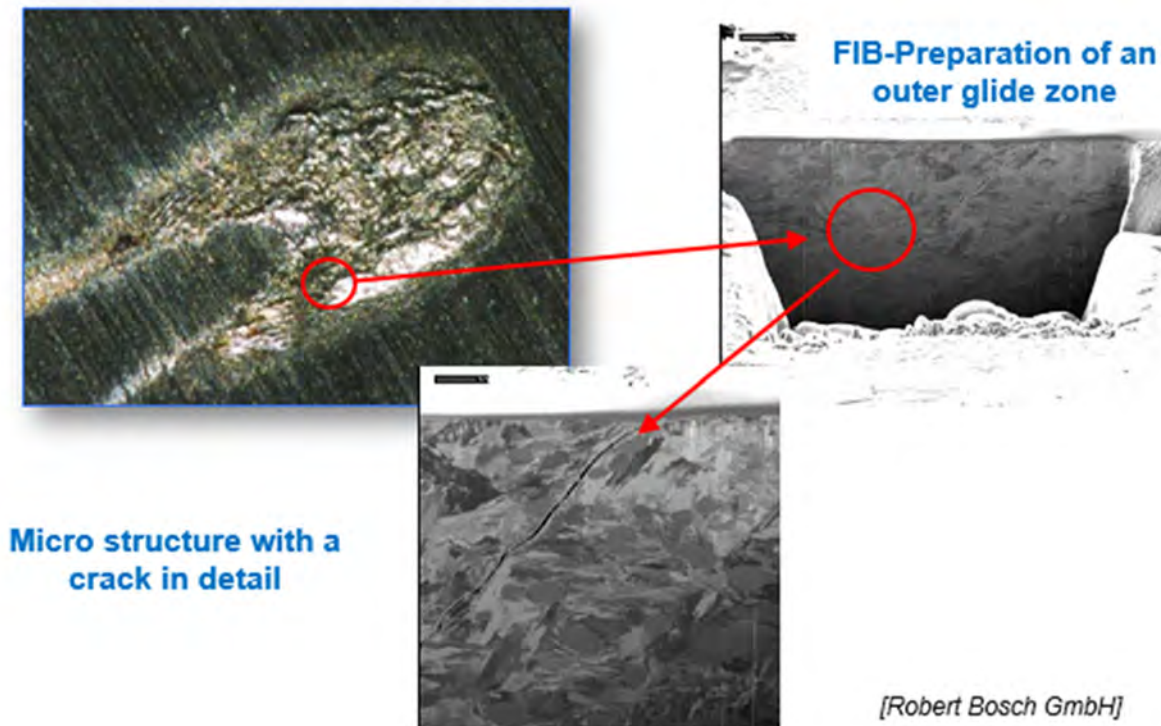 FIB-Preparation of an
outer glide zone
Micro structure with a
crack in detail
[Robert Bosch GmbH]